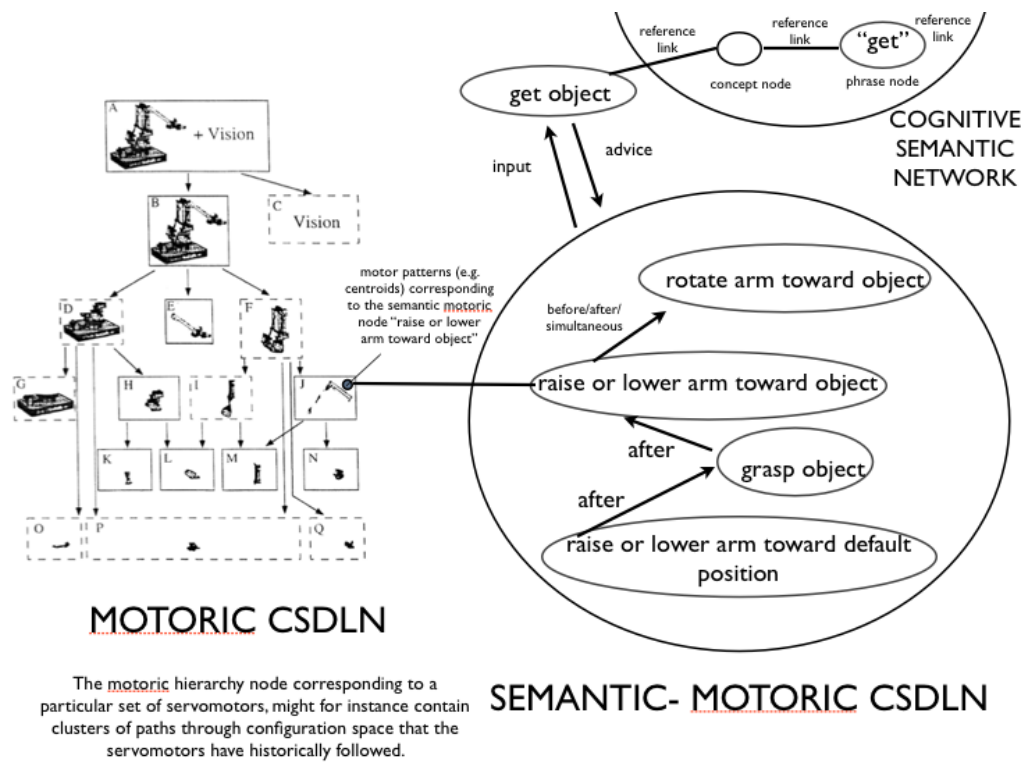 A
+ Vision
B
C
Vision
D
E
F
G
H
I
J
K
L
M
N
O
P
Q
motor patterns (e.g.
centroids) corresponding
to the semantic motoric
node "raise or lower
arm toward object"
MOTORIC CSDLN
The motoric hierarchy node corresponding to a
particular set of servomotors, might for instance contain
clusters of paths through configuration space that the
servomotors have historically followed.
reference
link
reference
link
reference
link
"get"
concept node
phrase node
get object
COGNITIVE
SEMANTIC
NETWORK
input
advice
rotate arm toward object
before/after/
simultaneous
raise or lower arm toward object
after
grasp object
after
raise or lower arm toward default
position
SEMANTIC- MOTORIC CSDLN